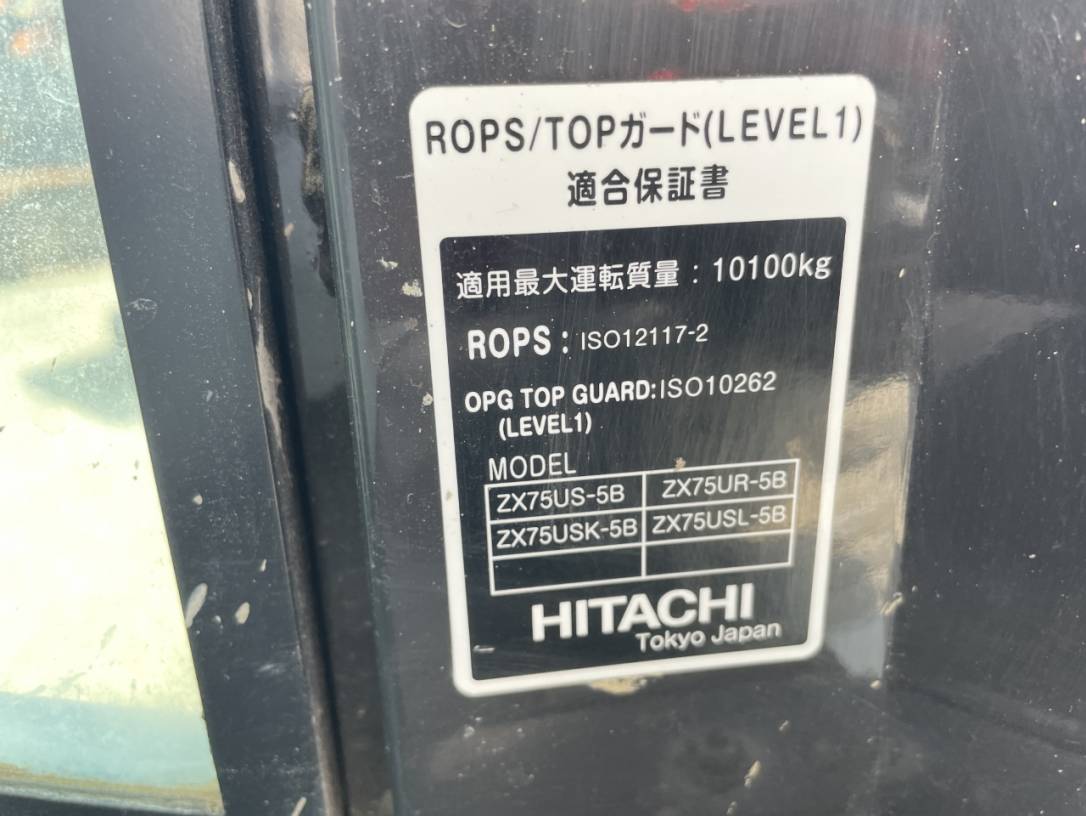 ROPS/TOPガード(LEVEL1)
適合保証書
適用最大運転質量：10100kg
ROPS：ISO12117-2
OPG TOP GUARD:ISO10262
(LEVEL1)
MODEL
ZX75US-5B ZX75UR-5B
ZX75USK-5B ZX75USL-5B
HITACHI
Tokyo Japan